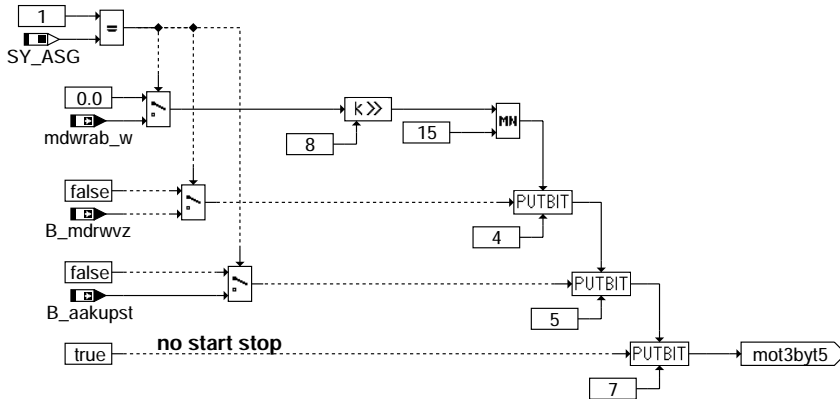 1
=
SY_ASG
0.0
mdwrab_w
k >>
8
15
MN
false
B_mdrwvz
PUTBIT
4
false
B_aakupst
PUTBIT
5
true
no start stop
PUTBIT
mot3byt5
7